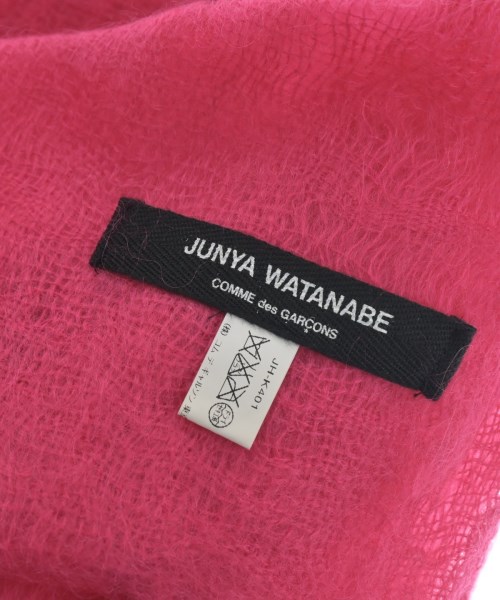 JUNYA WATANABE
COMME des GARÇONS
JH-K401